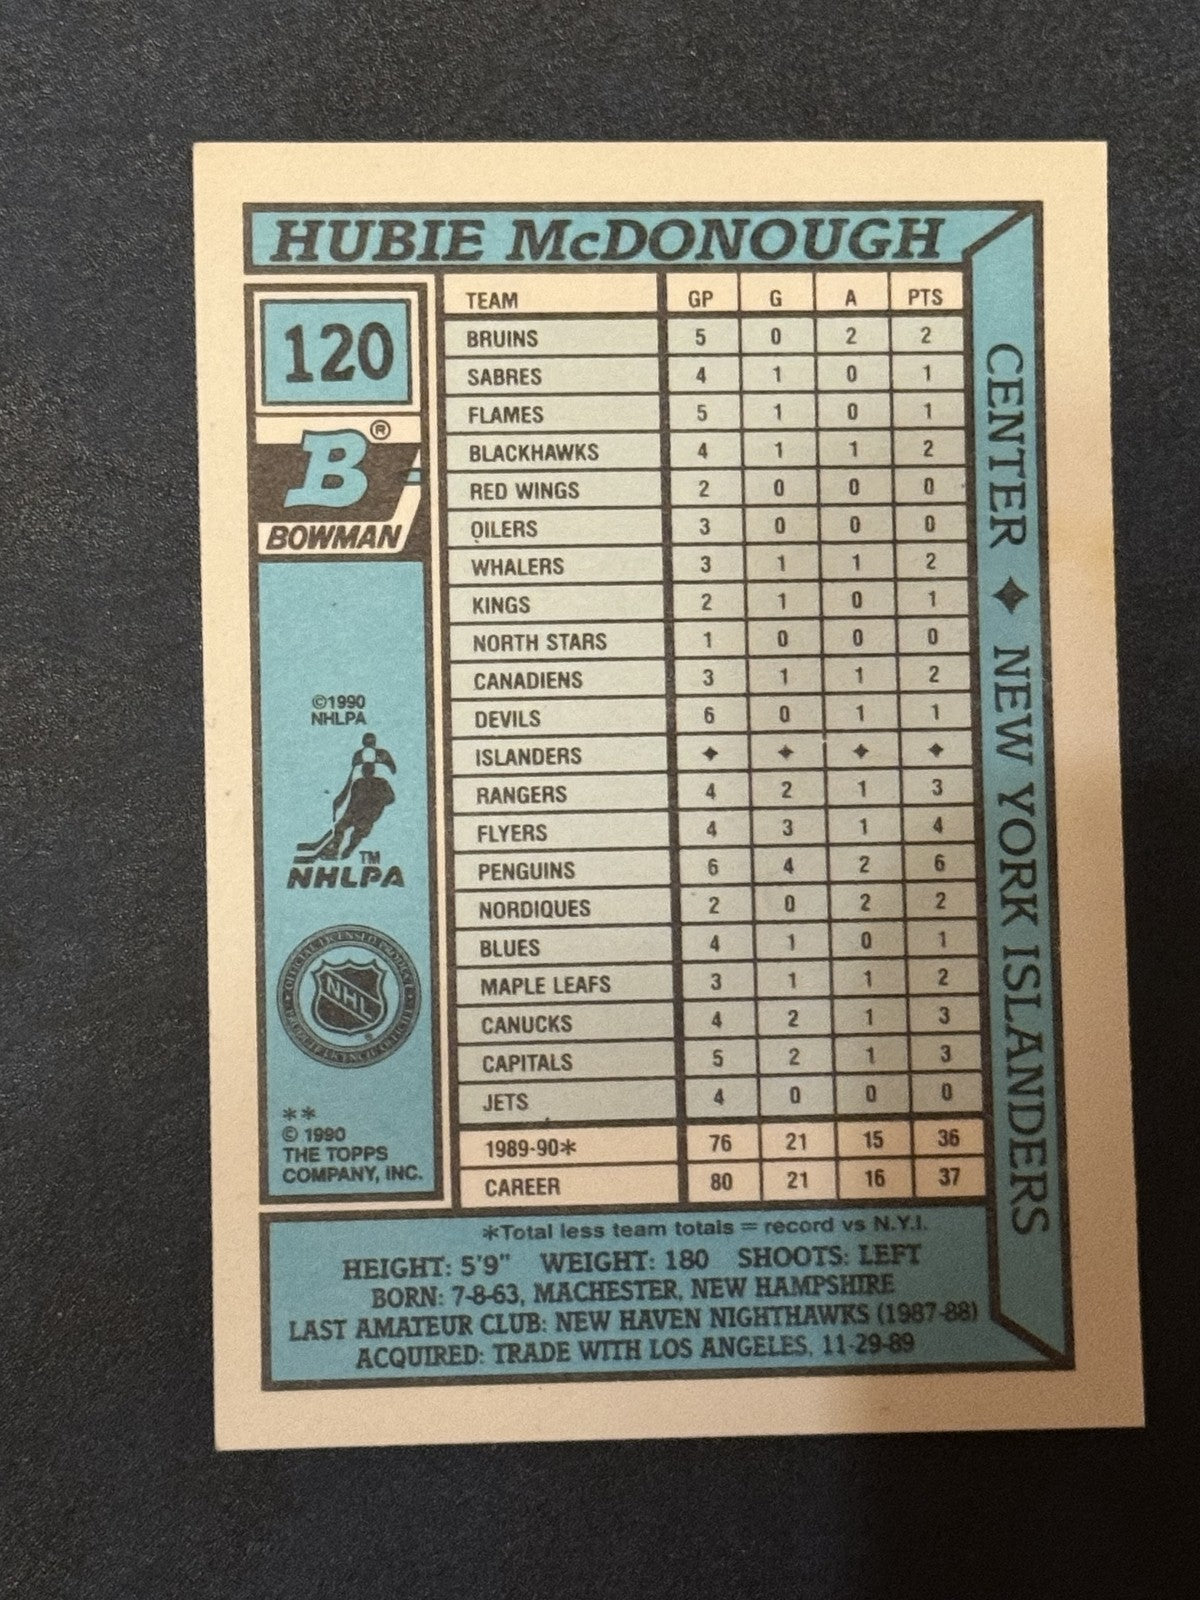 HUBIE McDONOUGH
120
B®
BOWMAN
©1990
NHLPA
TM
NHLPA
NHL
®
**
© 1990
THE TOPPS
COMPANY, INC.
TEAM GP G A PTS
BRUINS 5 0 2 2
SABRES 4 1 0 1
FLAMES 5 1 0 1
BLACKHAWKS 4 1 1 2
RED WINGS 2 0 0 0
OILERS 3 0 0 0
WHALERS 3 1 1 2
KINGS 2 1 0 1
NORTH STARS 1 0 0 0
CANADIENS 3 1 1 2
DEVILS 6 0 1 1
ISLANDERS ✦ ✦ ✦ ✦
RANGERS 4 2 1 3
FLYERS 4 3 1 4
PENGUINS 6 4 2 6
NORDIQUES 2 0 2 2
BLUES 4 1 0 1
MAPLE LEAFS 3 1 1 2
CANUCKS 4 2 1 3
CAPITALS 5 2 1 3
JETS 4 0 0 0
1989-90* 76 21 15 36
CAREER 80 21 16 37
CENTER ✦ NEW YORK ISLANDERS
*Total less team totals = record vs N.Y.I.
HEIGHT: 5'9" WEIGHT: 180 SHOOTS: LEFT
BORN: 7-8-63, MACHESTER, NEW HAMPSHIRE
LAST AMATEUR CLUB: NEW HAVEN NIGHTHAWKS (1987-88)
ACQUIRED: TRADE WITH LOS ANGELES, 11-29-89